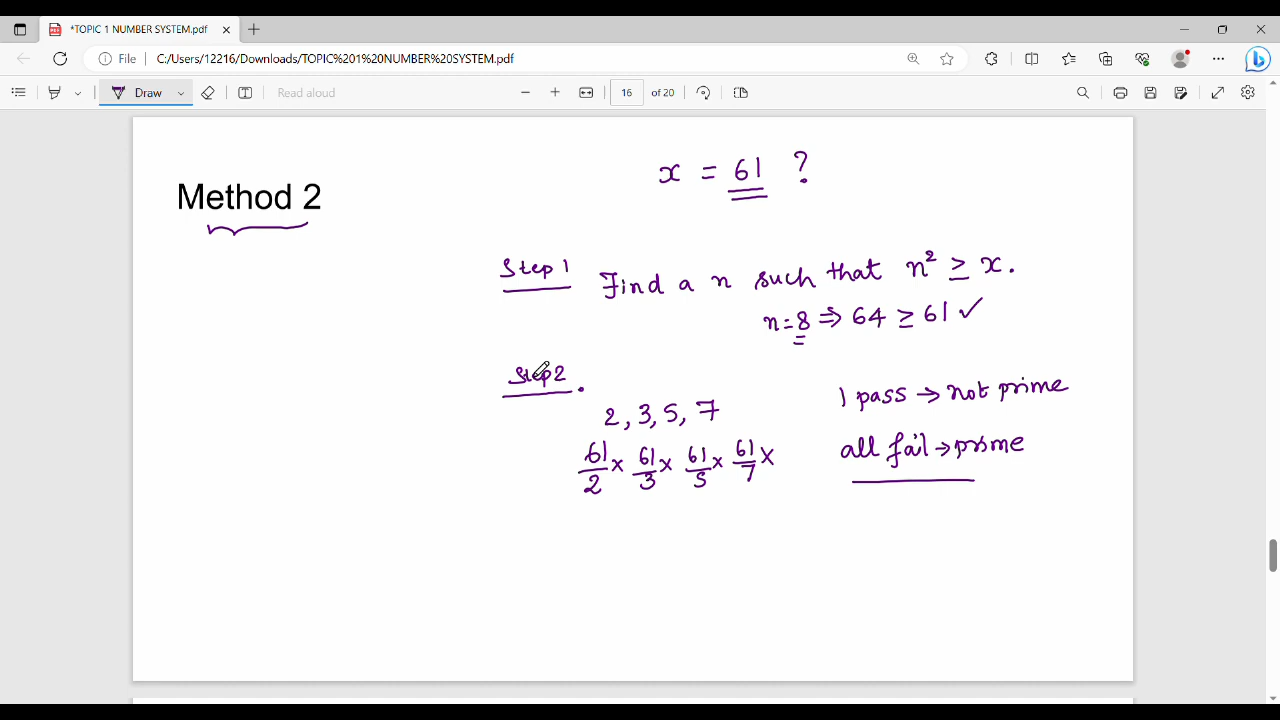 *TOPIC 1 NUMBER SYSTEM.pdf
File C:/Users/12216/Downloads/TOPIC%201%20NUMBER%20SYSTEM.pdf
Draw Read aloud 16 of 20
x = 61 ?
Method 2
Step 1 Find a n such that n² ≥ x.
n=8 ⇒ 64 ≥ 61 ✓
Step 2.
1 pass → not prime
2, 3, 5, 7
all fail → prime
61/2 × 61/3 × 61/5 × 61/7 ×